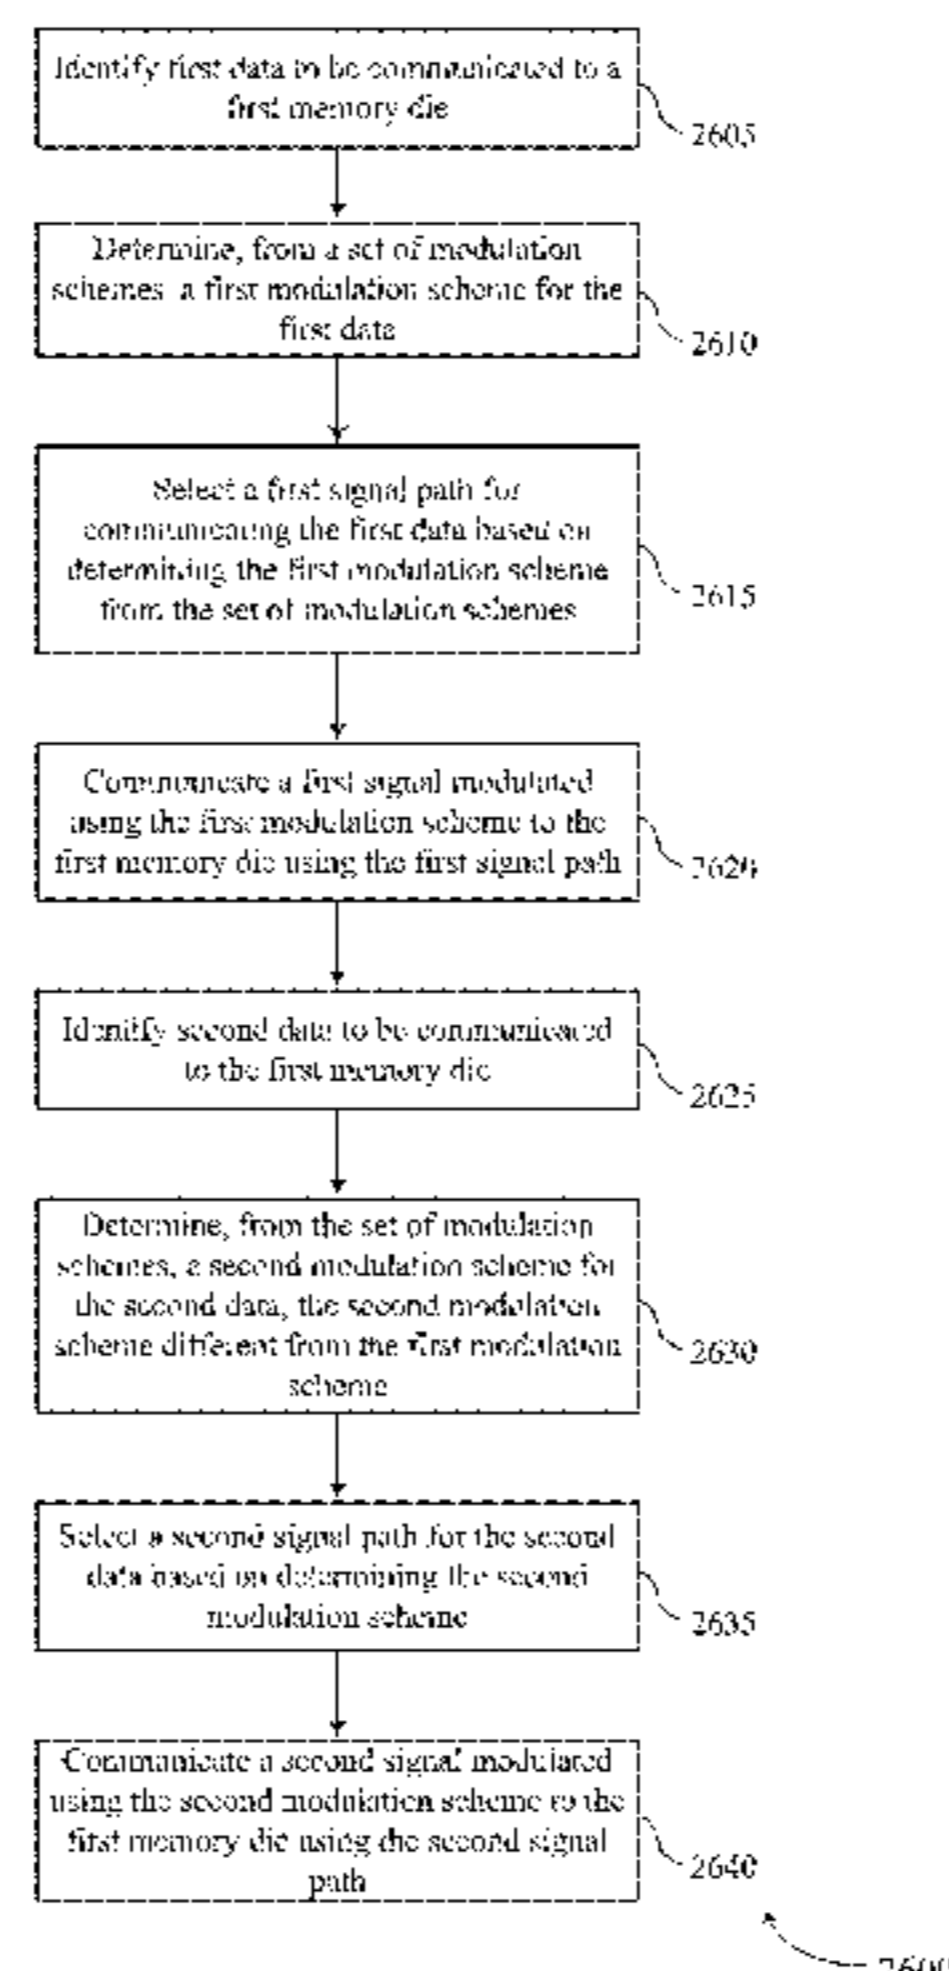 Identify first data to be communicated to a
first memory die
2605
Determine, from a set of modulation
schemes, a first modulation scheme for the
first data
2610
Select a first signal path for
communicating the first data based on
determining the first modulation scheme
from the set of modulation schemes
2615
Communicate a first signal modulated
using the first modulation scheme to the
first memory die using the first signal path
2620
Identify second data to be communicated
to the first memory die
2625
Determine, from the set of modulation
schemes, a second modulation scheme for
the second data, the second modulation
scheme different from the first modulation
scheme
2630
Select a second signal path for the second
data based on determining the second
modulation scheme
2635
Communicate a second signal modulated
using the second modulation scheme to the
first memory die using the second signal
path
2640
2600